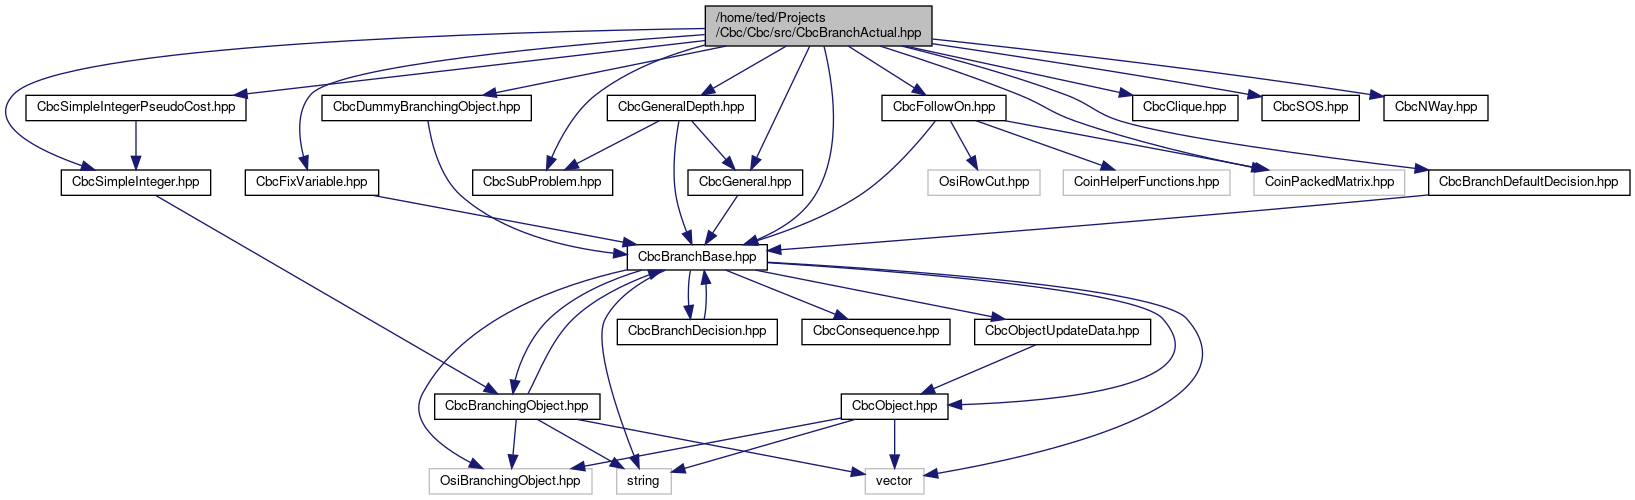 /home/ted/Projects
/Cbc/Cbc/src/CbcBranchActual.hpp
CbcSimpleIntegerPseudoCost.hpp
CbcDummyBranchingObject.hpp
CbcGeneralDepth.hpp
CbcFollowOn.hpp
CbcClique.hpp
CbcSOS.hpp
CbcNWay.hpp
CbcSimpleInteger.hpp
CbcFixVariable.hpp
CbcSubProblem.hpp
CbcGeneral.hpp
OsiRowCut.hpp
CoinHelperFunctions.hpp
CoinPackedMatrix.hpp
CbcBranchDefaultDecision.hpp
CbcBranchBase.hpp
CbcBranchDecision.hpp
CbcConsequence.hpp
CbcObjectUpdateData.hpp
CbcBranchingObject.hpp
CbcObject.hpp
OsiBranchingObject.hpp
string
vector